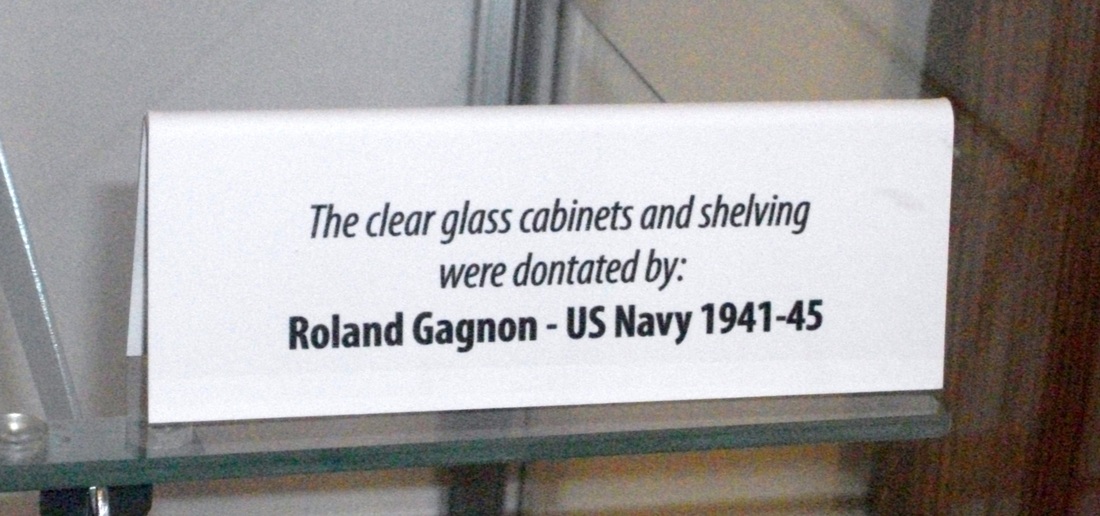 The clear glass cabinets and shelving
were dontated by:
Roland Gagnon - US Navy 1941-45